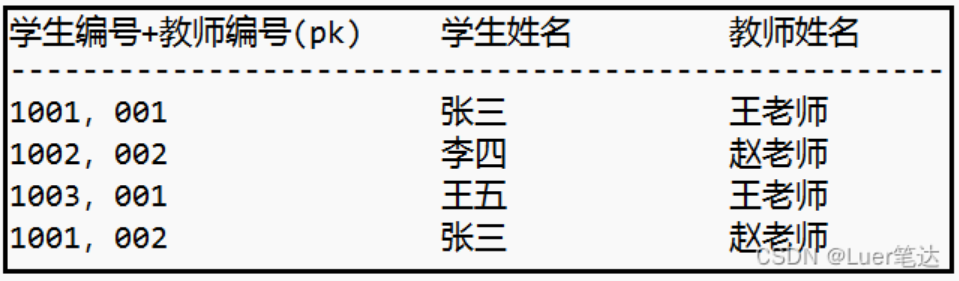 学生编号+教师编号(pk) 学生姓名 教师姓名
----------------------------------------------------
1001, 001 张三 王老师
1002, 002 李四 赵老师
1003, 001 王五 王老师
1001, 002 张三 赵老师
CSDN @Luer笔达